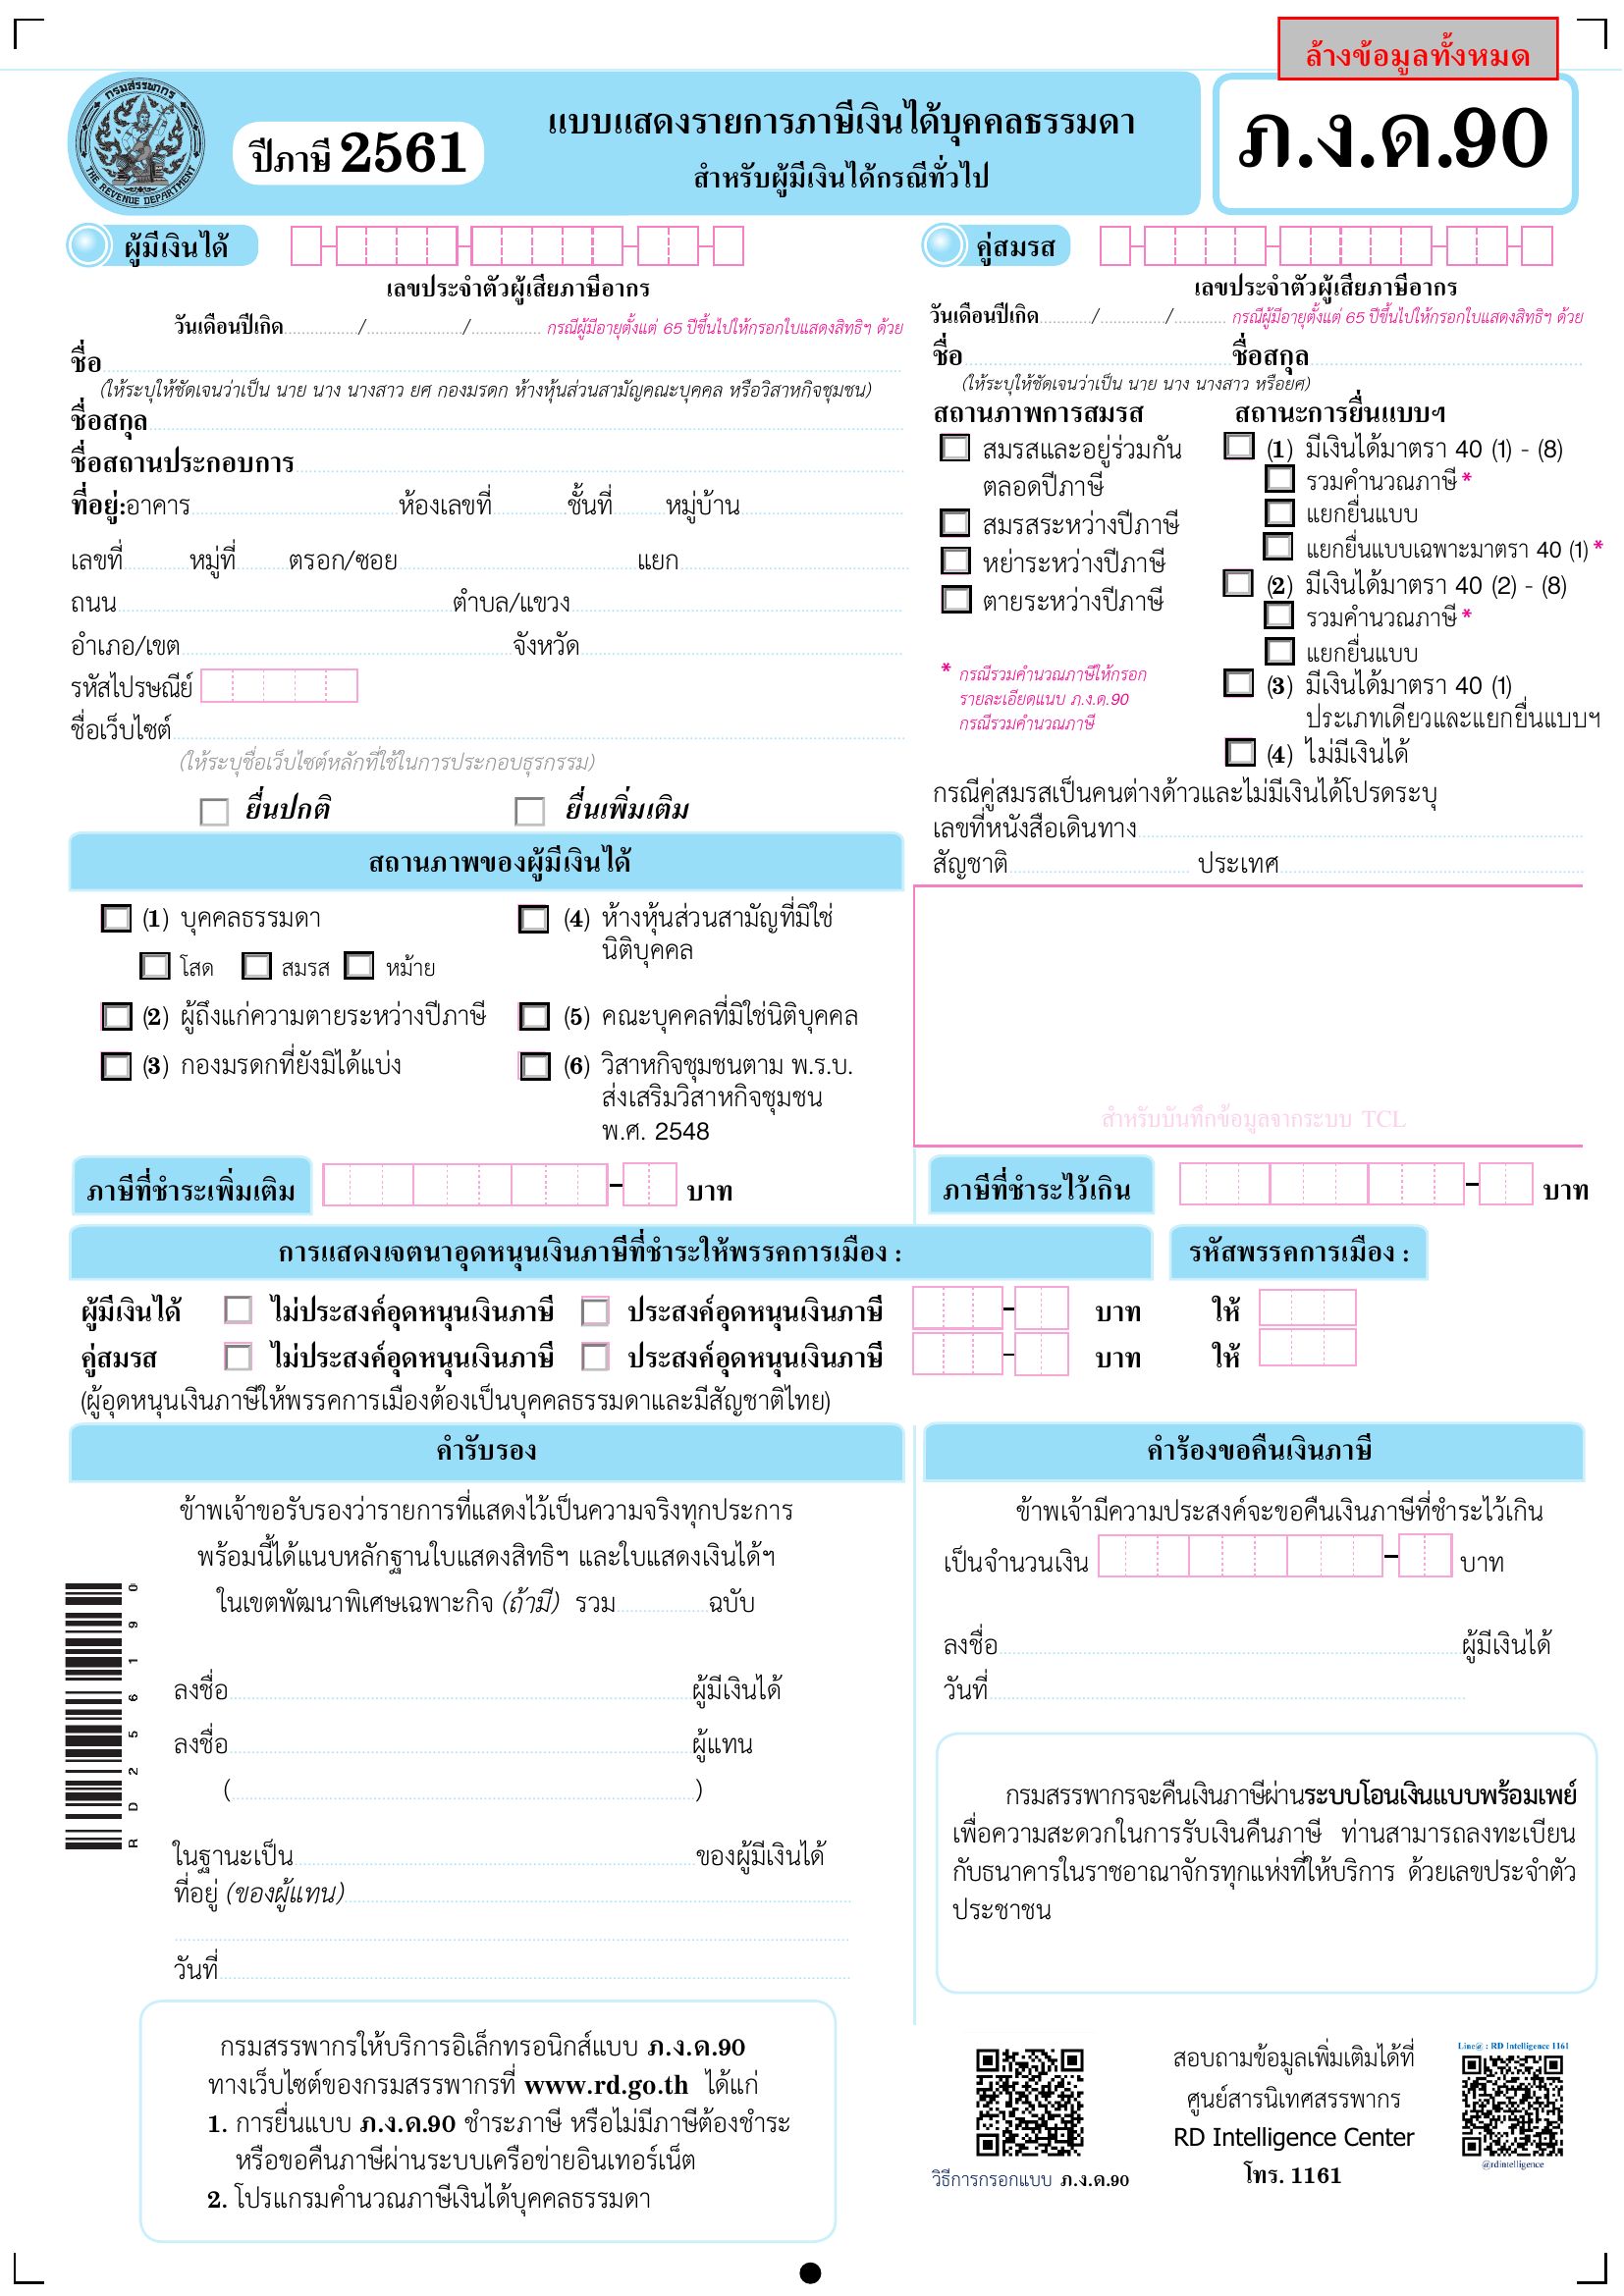 ล้างข้อมูลทั้งหมด
กรมสรรพากร
THE REVENUE DEPARTMENT
ปีภาษี 2561
แบบแสดงรายการภาษีเงินได้บุคคลธรรมดา
สำหรับผู้มีเงินได้กรณีทั่วไป
ภ.ง.ด.90
ผู้มีเงินได้
เลขประจำตัวผู้เสียภาษีอากร
วันเดือนปีเกิด / / กรณีผู้มีอายุตั้งแต่ 65 ปีขึ้นไปให้กรอกใบแสดงสิทธิฯ ด้วย
ชื่อ
(ให้ระบุให้ชัดเจนว่าเป็น นาย นาง นางสาว ยศ กองมรดก ห้างหุ้นส่วนสามัญคณะบุคคล หรือวิสาหกิจชุมชน)
ชื่อสกุล
ชื่อสถานประกอบการ
ที่อยู่:อาคาร ห้องเลขที่ ชั้นที่ หมู่บ้าน
เลขที่ หมู่ที่ ตรอก/ซอย แยก
ถนน ตำบล/แขวง
อำเภอ/เขต จังหวัด
รหัสไปรษณีย์
ชื่อเว็บไซต์
(ให้ระบุชื่อเว็บไซต์หลักที่ใช้ในการประกอบธุรกรรม)
ยื่นปกติ ยื่นเพิ่มเติม
คู่สมรส
เลขประจำตัวผู้เสียภาษีอากร
วันเดือนปีเกิด / / กรณีผู้มีอายุตั้งแต่ 65 ปีขึ้นไปให้กรอกใบแสดงสิทธิฯ ด้วย
ชื่อ ชื่อสกุล
(ให้ระบุให้ชัดเจนว่าเป็น นาย นาง นางสาว หรือยศ)
สถานภาพการสมรส
สมรสและอยู่ร่วมกัน
ตลอดปีภาษี
สมรสระหว่างปีภาษี
หย่าระหว่างปีภาษี
ตายระหว่างปีภาษี
* กรณีรวมคำนวณภาษีให้กรอก
รายละเอียดแนบ ภ.ง.ด.90
กรณีรวมคำนวณภาษี
สถานะการยื่นแบบฯ
(1) มีเงินได้มาตรา 40 (1) - (8)
รวมคำนวณภาษี *
แยกยื่นแบบ
แยกยื่นแบบเฉพาะมาตรา 40 (1) *
(2) มีเงินได้มาตรา 40 (2) - (8)
รวมคำนวณภาษี *
แยกยื่นแบบ
(3) มีเงินได้มาตรา 40 (1)
ประเภทเดียวและแยกยื่นแบบฯ
(4) ไม่มีเงินได้
กรณีคู่สมรสเป็นคนต่างด้าวและไม่มีเงินได้โปรดระบุ
เลขที่หนังสือเดินทาง
สัญชาติ ประเทศ
สถานภาพของผู้มีเงินได้
(1) บุคคลธรรมดา
โสด สมรส หม้าย
(2) ผู้ถึงแก่ความตายระหว่างปีภาษี
(3) กองมรดกที่ยังมิได้แบ่ง
(4) ห้างหุ้นส่วนสามัญที่มิใช่
นิติบุคคล
(5) คณะบุคคลที่มิใช่นิติบุคคล
(6) วิสาหกิจชุมชนตาม พ.ร.บ.
ส่งเสริมวิสาหกิจชุมชน
พ.ศ. 2548
สำหรับบันทึกข้อมูลจากระบบ TCL
ภาษีที่ชำระเพิ่มเติม บาท
ภาษีที่ชำระไว้เกิน บาท
การแสดงเจตนาอุดหนุนเงินภาษีที่ชำระให้พรรคการเมือง : รหัสพรรคการเมือง :
ผู้มีเงินได้ ไม่ประสงค์อุดหนุนเงินภาษี ประสงค์อุดหนุนเงินภาษี บาท ให้
คู่สมรส ไม่ประสงค์อุดหนุนเงินภาษี ประสงค์อุดหนุนเงินภาษี บาท ให้
(ผู้อุดหนุนเงินภาษีให้พรรคการเมืองต้องเป็นบุคคลธรรมดาและมีสัญชาติไทย)
คำรับรอง
ข้าพเจ้าขอรับรองว่ารายการที่แสดงไว้เป็นความจริงทุกประการ
พร้อมนี้ได้แนบหลักฐานใบแสดงสิทธิฯ และใบแสดงเงินได้ฯ
ในเขตพัฒนาพิเศษเฉพาะกิจ (ถ้ามี) รวม ฉบับ
ลงชื่อ ผู้มีเงินได้
ลงชื่อ ผู้แทน
( )
ในฐานะเป็น ของผู้มีเงินได้
ที่อยู่ (ของผู้แทน)
วันที่
RD256190
คำร้องขอคืนเงินภาษี
ข้าพเจ้ามีความประสงค์จะขอคืนเงินภาษีที่ชำระไว้เกิน
เป็นจำนวนเงิน บาท
ลงชื่อ ผู้มีเงินได้
วันที่
กรมสรรพากรจะคืนเงินภาษีผ่านระบบโอนเงินแบบพร้อมเพย์
เพื่อความสะดวกในการรับเงินคืนภาษี ท่านสามารถลงทะเบียน
กับธนาคารในราชอาณาจักรทุกแห่งที่ให้บริการ ด้วยเลขประจำตัว
ประชาชน
กรมสรรพากรให้บริการอิเล็กทรอนิกส์แบบ ภ.ง.ด.90
ทางเว็บไซต์ของกรมสรรพากรที่ www.rd.go.th ได้แก่
1. การยื่นแบบ ภ.ง.ด.90 ชำระภาษี หรือไม่มีภาษีต้องชำระ
หรือขอคืนภาษีผ่านระบบเครือข่ายอินเทอร์เน็ต
2. โปรแกรมคำนวณภาษีเงินได้บุคคลธรรมดา
วิธีการกรอกแบบ ภ.ง.ด.90
สอบถามข้อมูลเพิ่มเติมได้ที่
ศูนย์สารนิเทศสรรพากร
RD Intelligence Center
โทร. 1161
Line@ : RD Intelligence 1161
@rdintelligence